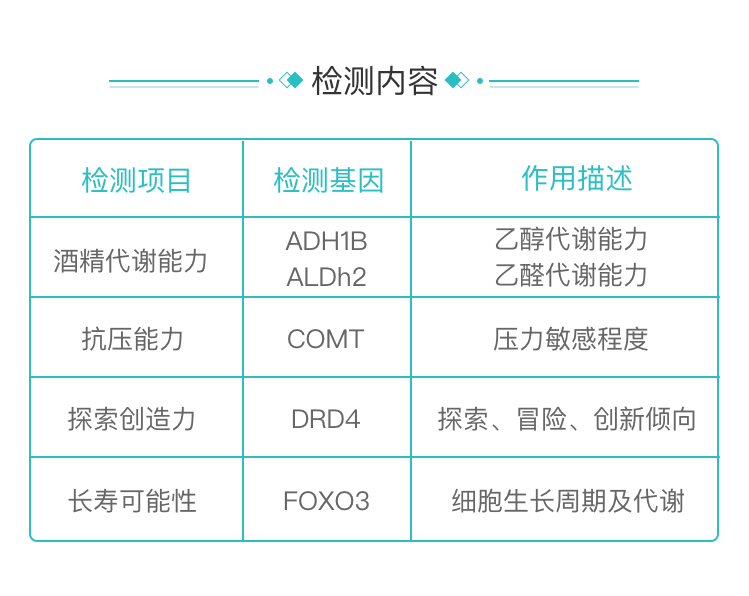 检测内容
检测项目 检测基因 作用描述
酒精代谢能力 ADH1B 乙醇代谢能力
ALDh2 乙醛代谢能力
抗压能力 COMT 压力敏感程度
探索创造力 DRD4 探索、冒险、创新倾向
长寿可能性 FOXO3 细胞生长周期及代谢